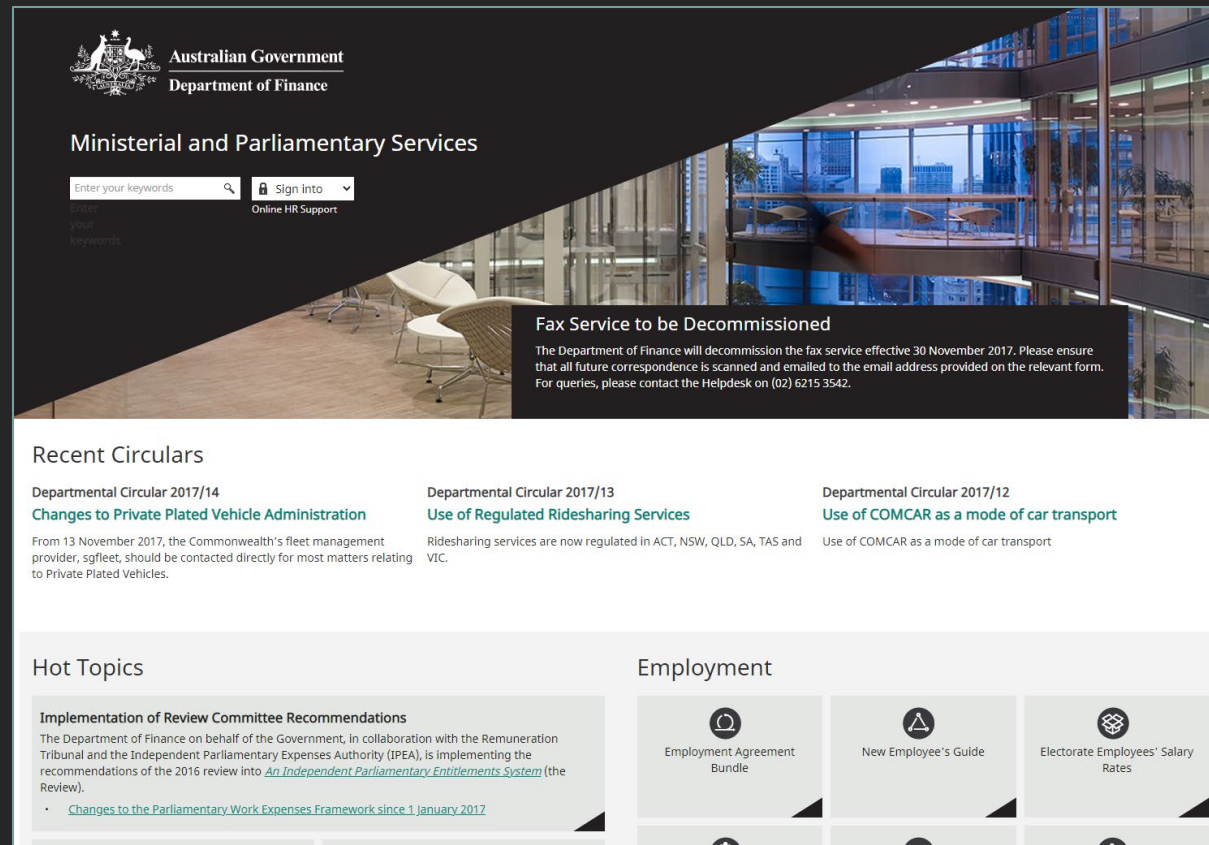 Australian Government
Department of Finance
Ministerial and Parliamentary Services
Enter your keywords
Sign into
Enter
your
keywords
Online HR Support
Fax Service to be Decommissioned
The Department of Finance will decommission the fax service effective 30 November 2017. Please ensure
that all future correspondence is scanned and emailed to the email address provided on the relevant form.
For queries, please contact the Helpdesk on (02) 6215 3542.
Recent Circulars
Departmental Circular 2017/14
Changes to Private Plated Vehicle Administration
From 13 November 2017, the Commonwealth's fleet management
provider, sgfleet, should be contacted directly for most matters relating
to Private Plated Vehicles.
Departmental Circular 2017/13
Use of Regulated Ridesharing Services
Ridesharing services are now regulated in ACT, NSW, QLD, SA, TAS and
VIC.
Departmental Circular 2017/12
Use of COMCAR as a mode of car transport
Use of COMCAR as a mode of car transport
Hot Topics
Implementation of Review Committee Recommendations
The Department of Finance on behalf of the Government, in collaboration with the Remuneration
Tribunal and the Independent Parliamentary Expenses Authority (IPEA), is implementing the
recommendations of the 2016 review into An Independent Parliamentary Entitlements System (the
Review).
• Changes to the Parliamentary Work Expenses Framework since 1 January 2017
Employment
Employment Agreement
Bundle
New Employee's Guide
Electorate Employees' Salary
Rates